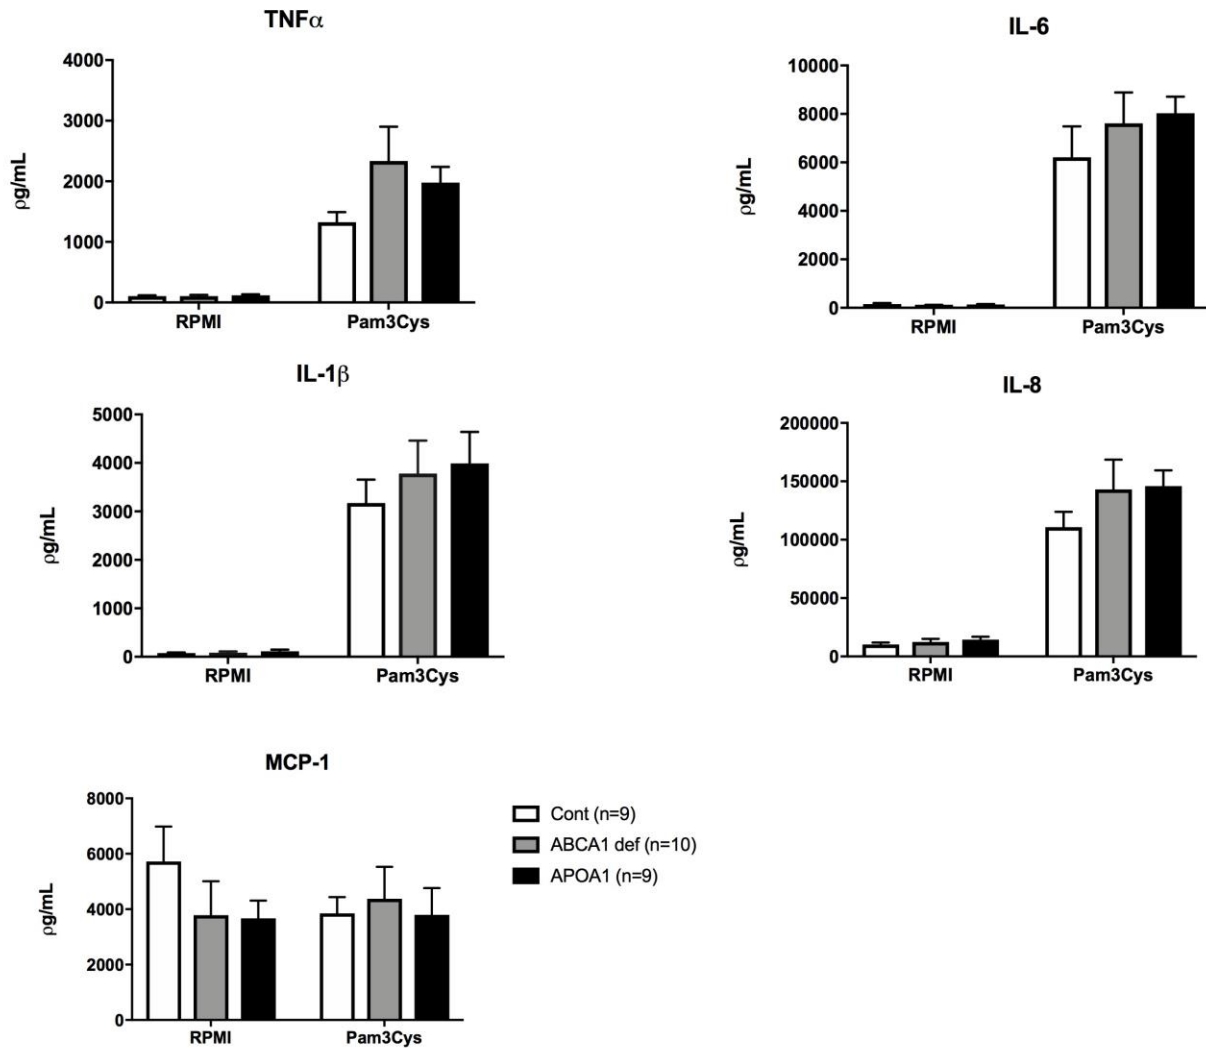 TNFα
4000
3000
2000
1000
0
ρg/mL
RPMI Pam3Cys
IL-6
10000
8000
6000
4000
2000
0
ρg/mL
RPMI Pam3Cys
IL-1β
5000
4000
3000
2000
1000
0
ρg/mL
RPMI Pam3Cys
IL-8
200000
150000
100000
50000
0
ρg/mL
RPMI Pam3Cys
MCP-1
8000
6000
4000
2000
0
ρg/mL
RPMI Pam3Cys
Cont (n=9)
ABCA1 def (n=10)
APOA1 (n=9)